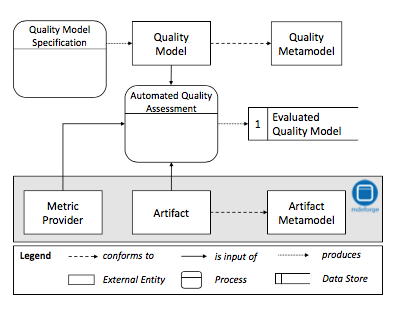 Quality Model
Specification
Quality
Model
Quality
Metamodel
Automated Quality
Assessment
1
Evaluated
Quality Model
Metric
Provider
Artifact
Artifact
Metamodel
mdeforge
Legend
conforms to
is input of
produces
External Entity
Process
Data Store